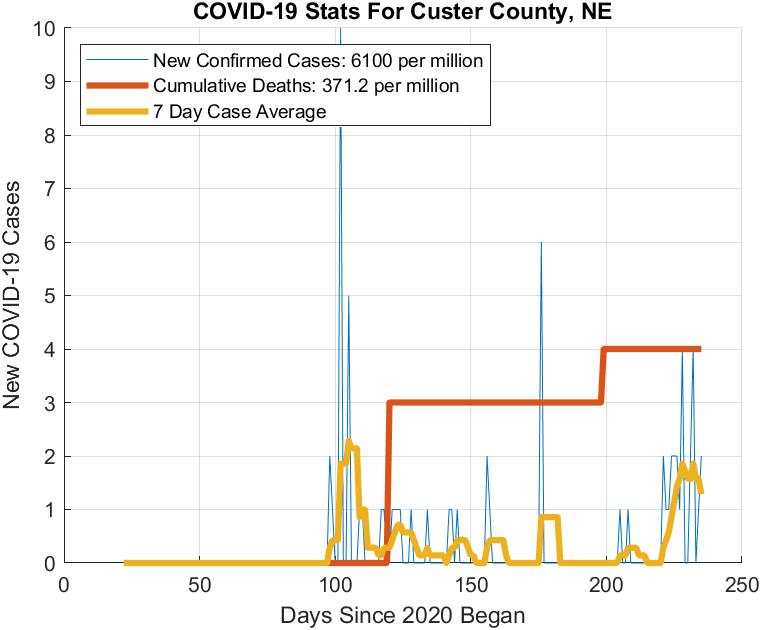 COVID-19 Stats For Custer County, NE
New Confirmed Cases: 6100 per million
Cumulative Deaths: 371.2 per million
7 Day Case Average
New COVID-19 Cases
10
9
8
7
6
5
4
3
2
1
0
0 50 100 150 200 250
Days Since 2020 Began